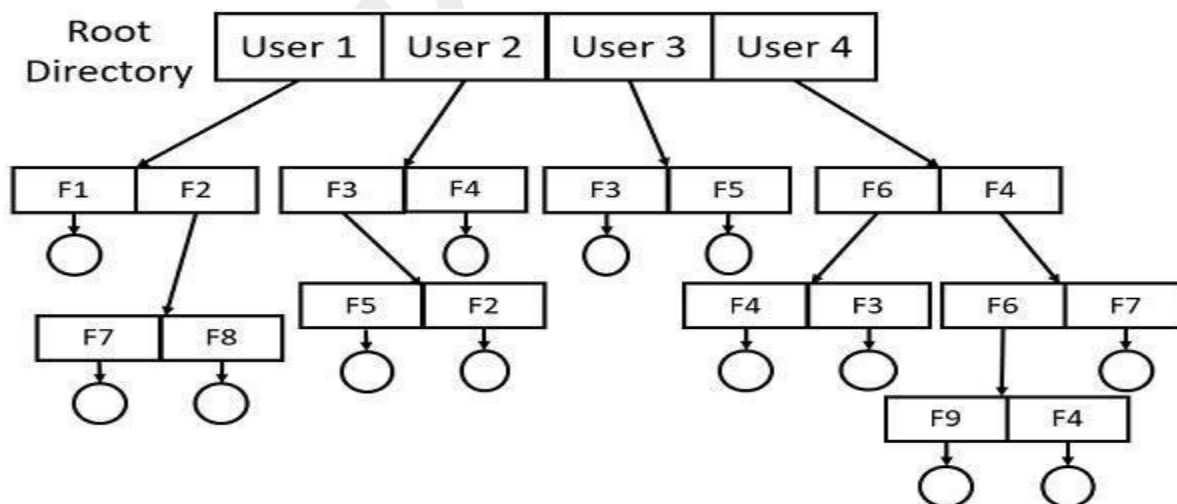 Root
Directory
User 1 User 2 User 3 User 4
F1 F2 F3 F4 F3 F5 F6 F4
F5 F2 F4 F3 F6 F7
F7 F8
F9 F4